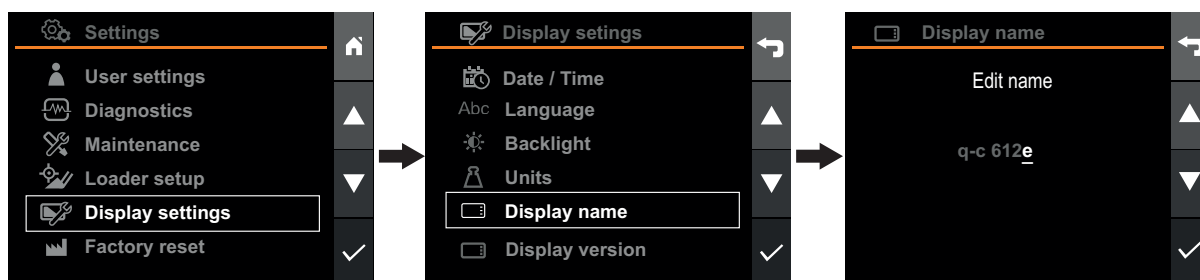 Settings
User settings
Diagnostics
Maintenance
Loader setup
Display settings
Factory reset
Display setings
Date / Time
Abc Language
Backlight
Units
Display name
Display version
Display name
Edit name
q-c 612e